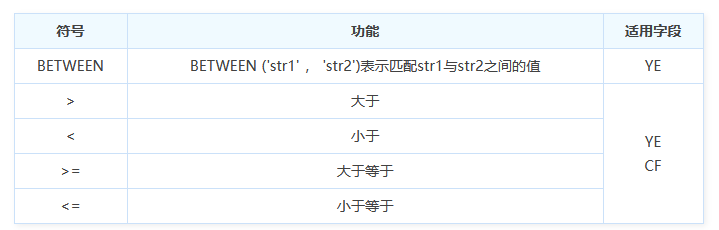 符号 功能 适用字段
BETWEEN BETWEEN ('str1' ， 'str2')表示匹配str1与str2之间的值 YE
> 大于
< 小于
YE
CF
>= 大于等于
<= 小于等于